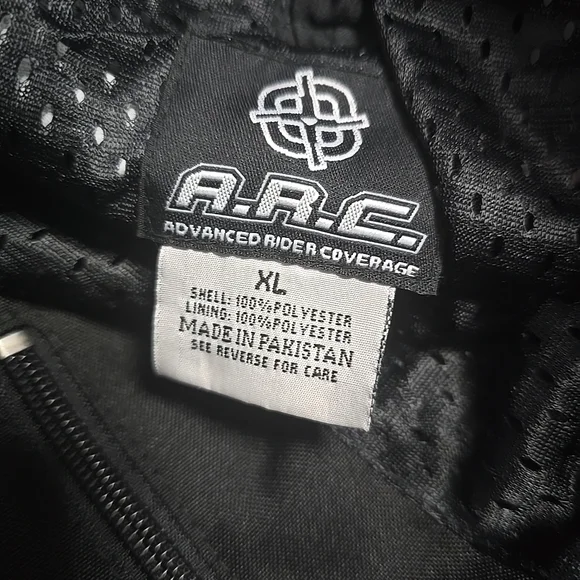 A.R.C.
ADVANCED RIDER COVERAGE
XL
SHELL: 100%POLYESTER
LINING: 100%POLYESTER
MADE IN PAKISTAN
SEE REVERSE FOR CARE